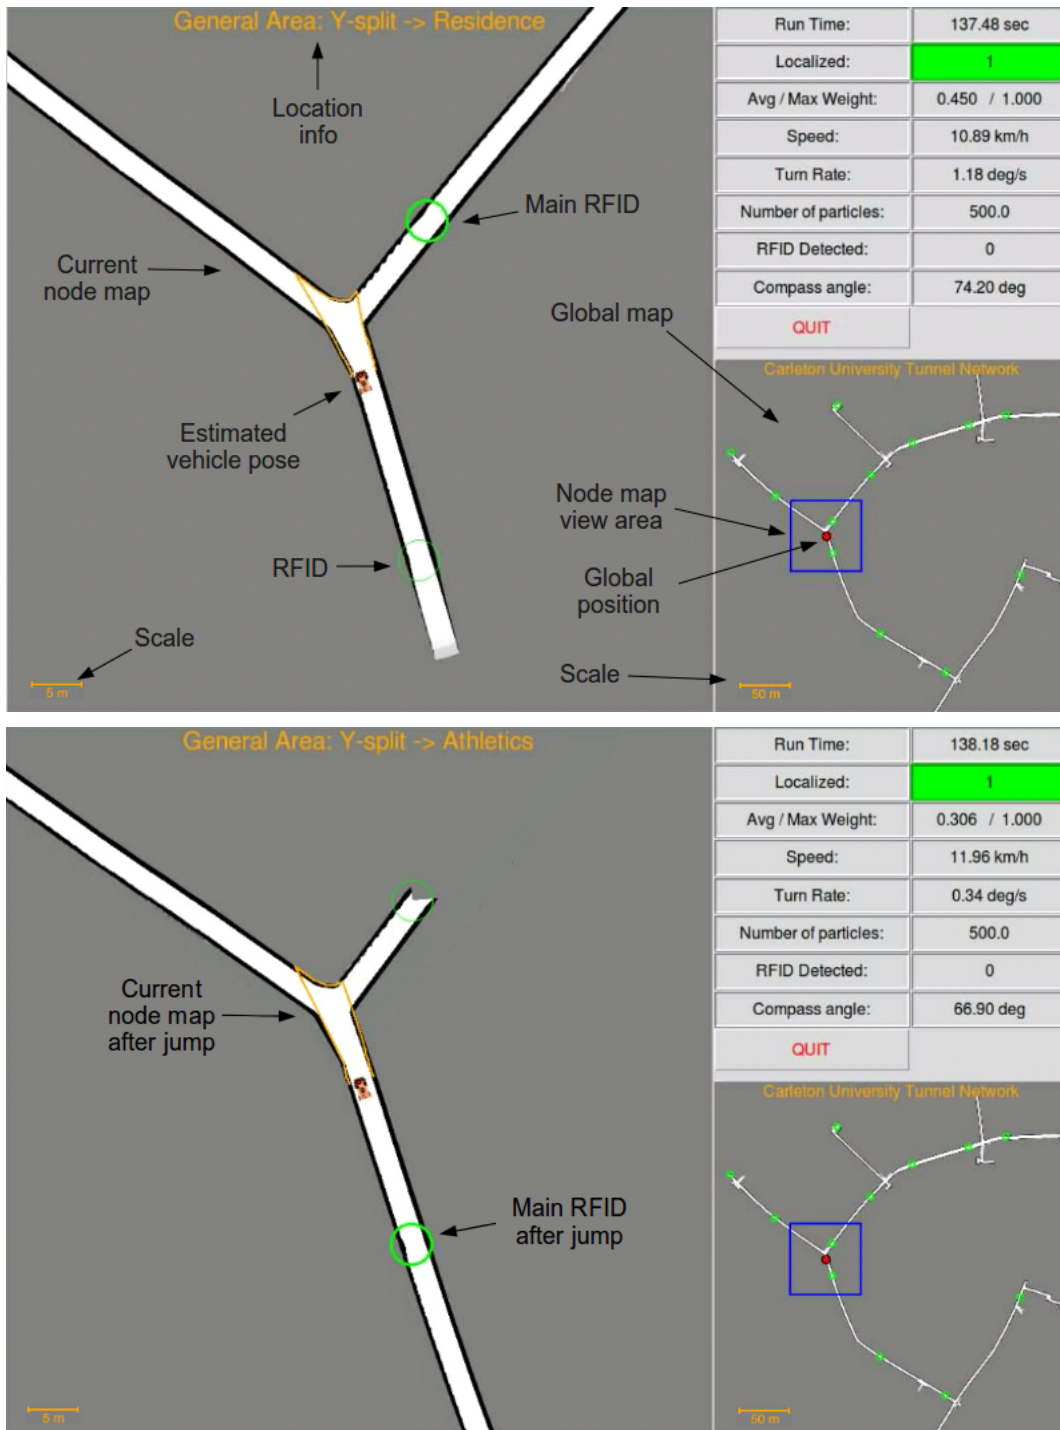 General Area: Y-split -> Residence
Location
info
Main RFID
Current
node map
Estimated
vehicle pose
RFID
Scale
5 m
Run Time: 137.48 sec
Localized: 1
Avg / Max Weight: 0.450 / 1.000
Speed: 10.89 km/h
Turn Rate: 1.18 deg/s
Number of particles: 500.0
RFID Detected: 0
Compass angle: 74.20 deg
QUIT
Global map
Carleton University Tunnel Network
Node map
view area
Global
position
Scale
50 m
General Area: Y-split -> Athletics
Current
node map
after jump
Main RFID
after jump
5 m
Run Time: 138.18 sec
Localized: 1
Avg / Max Weight: 0.306 / 1.000
Speed: 11.96 km/h
Turn Rate: 0.34 deg/s
Number of particles: 500.0
RFID Detected: 0
Compass angle: 66.90 deg
QUIT
Carleton University Tunnel Network
50 m